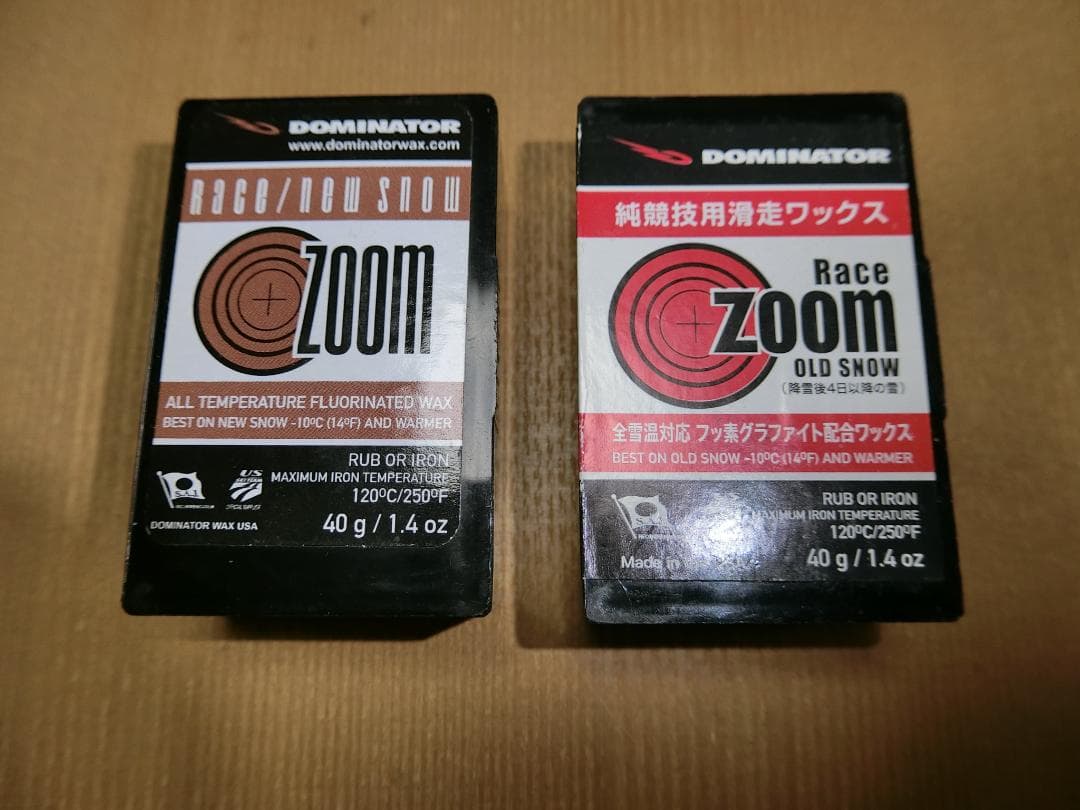 DOMINATOR
www.dominatorwax.com
Race/new snow
ZOOM
ALL TEMPERATURE FLUORINATED WAX
BEST ON NEW SNOW -10ºC (14ºF) AND WARMER
RUB OR IRON
MAXIMUM IRON TEMPERATURE
120ºC/250ºF
40 g / 1.4 oz
S.A.J
US
SKI TEAM
DOMINATOR WAX USA
DOMINATOR
純競技用滑走ワックス
Race
ZOOM
OLD SNOW
(降雪後4日以降の雪)
全雪温対応 フッ素グラファイト配合ワックス
BEST ON OLD SNOW -10ºC (14ºF) AND WARMER
RUB OR IRON
MAXIMUM IRON TEMPERATURE
120ºC/250ºF
40 g / 1.4 oz
Made in